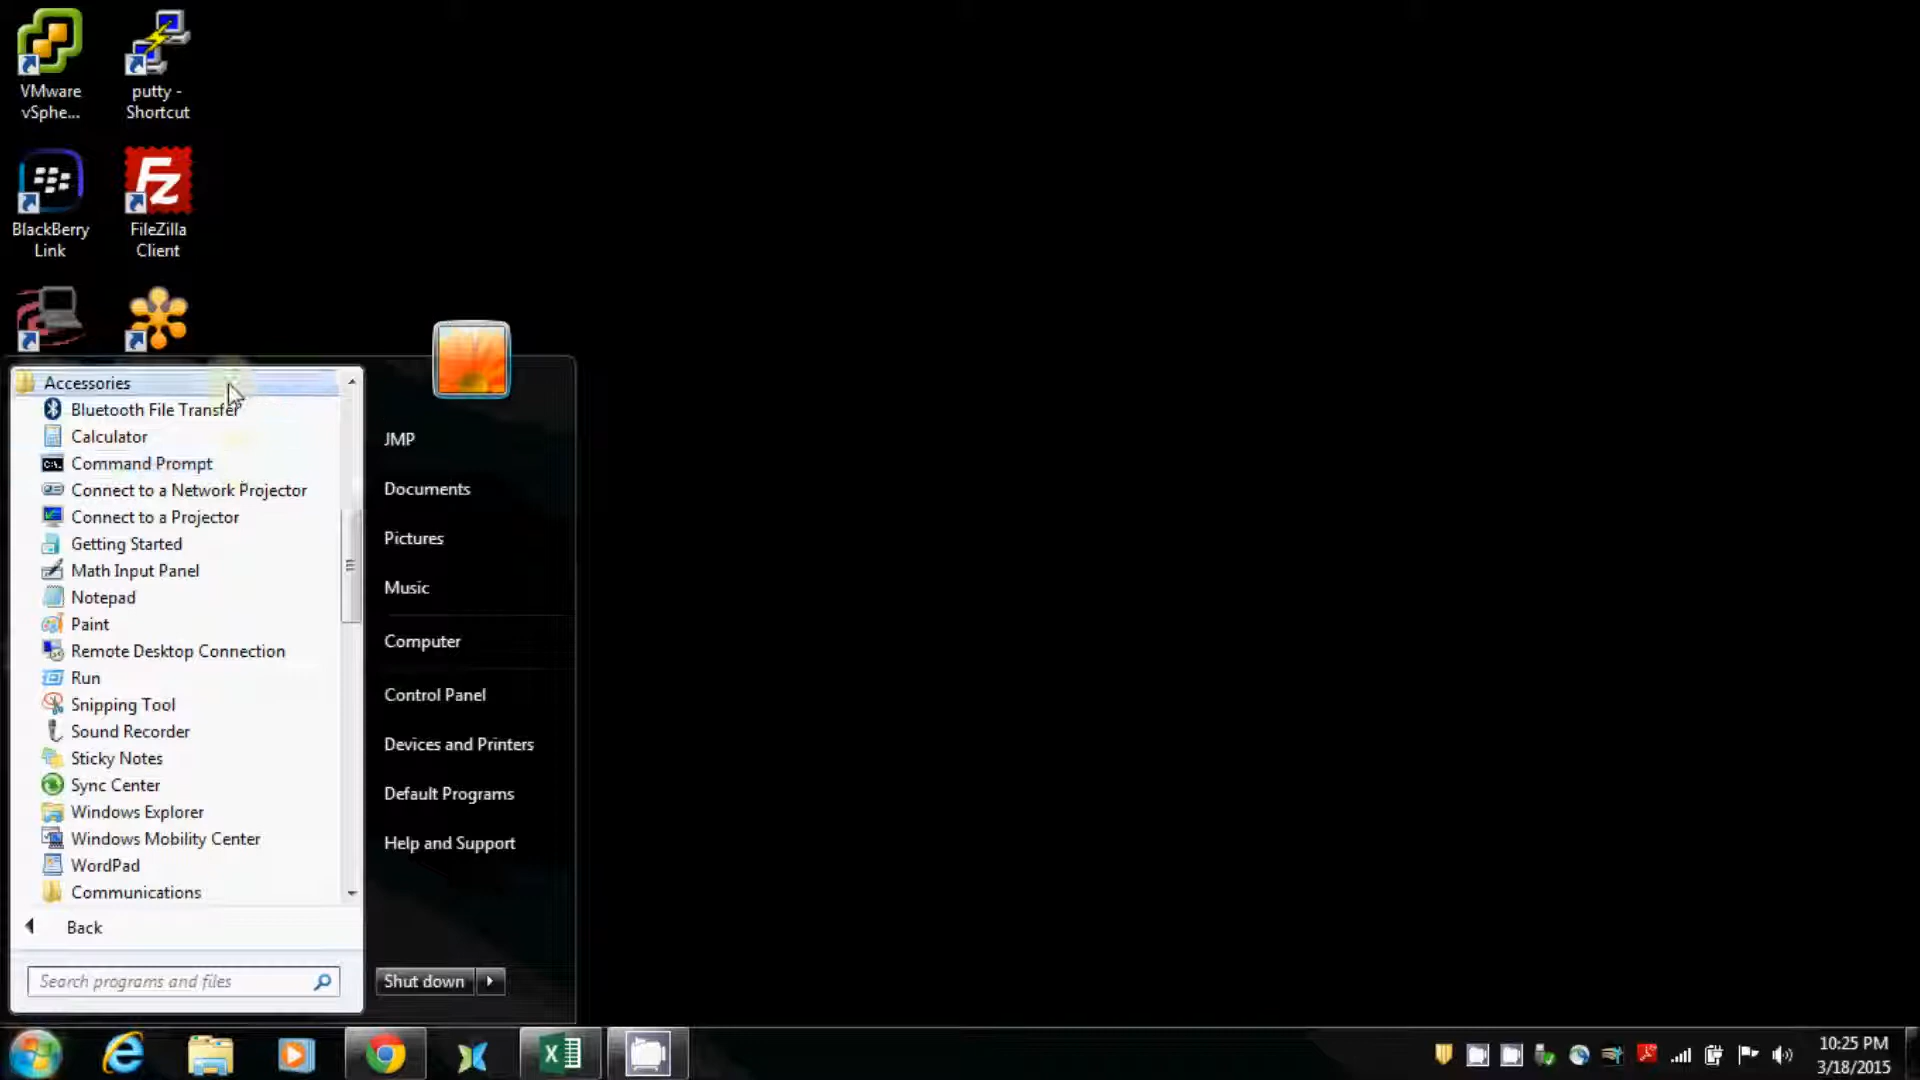 VMware
vSphe...
putty -
Shortcut
BlackBerry
Link
FileZilla
Client
Accessories
Bluetooth File Transfer
Calculator
Command Prompt
Connect to a Network Projector
Connect to a Projector
Getting Started
Math Input Panel
Notepad
Paint
Remote Desktop Connection
Run
Snipping Tool
Sound Recorder
Sticky Notes
Sync Center
Windows Explorer
Windows Mobility Center
WordPad
Communications
Back
Search programs and files
JMP
Documents
Pictures
Music
Computer
Control Panel
Devices and Printers
Default Programs
Help and Support
Shut down
10:25 PM
3/18/2015